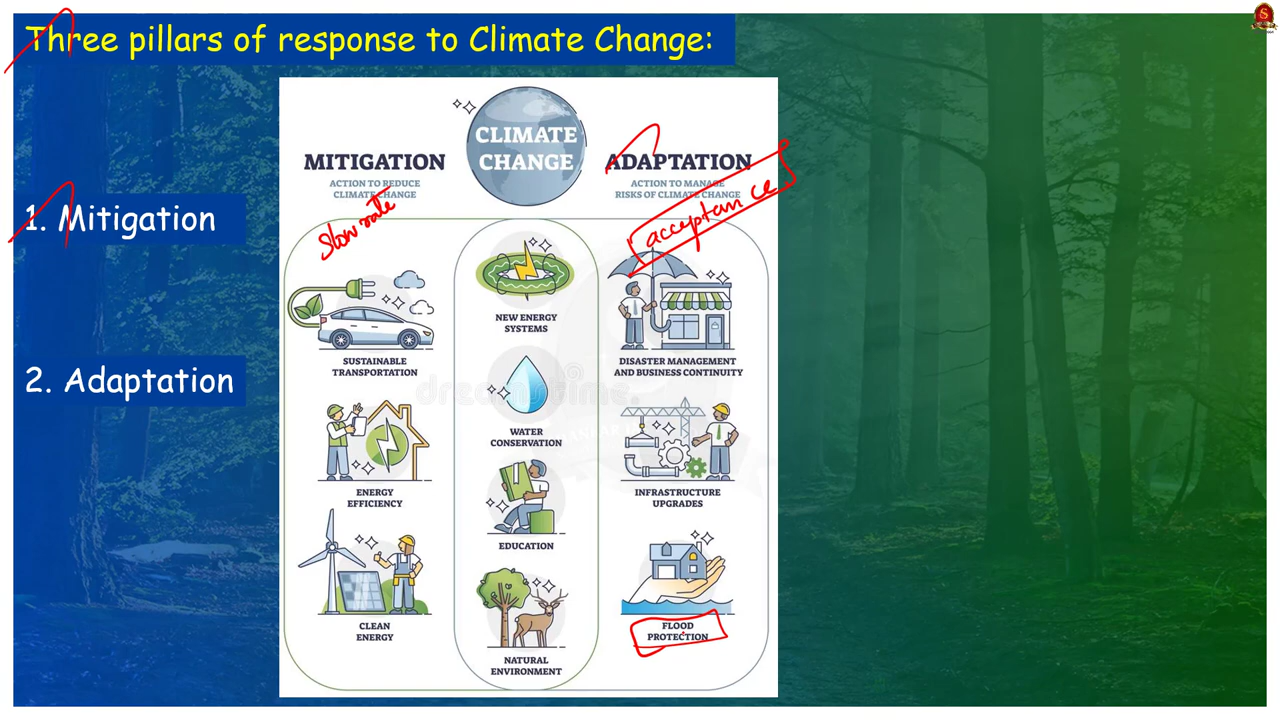 Three pillars of response to Climate Change:
CLIMATE
CHANGE
MITIGATION
ACTION TO REDUCE
CLIMATE CHANGE
ADAPTATION
ACTION TO MANAGE
RISKS OF CLIMATE CHANGE
1. Mitigation
2. Adaptation
Slow rate
acceptance
SUSTAINABLE
TRANSPORTATION
ENERGY
EFFICIENCY
CLEAN
ENERGY
NEW ENERGY
SYSTEMS
WATER
CONSERVATION
EDUCATION
NATURAL
ENVIRONMENT
DISASTER MANAGEMENT
AND BUSINESS CONTINUITY
INFRASTRUCTURE
UPGRADES
FLOOD
PROTECTION
dreamstime.